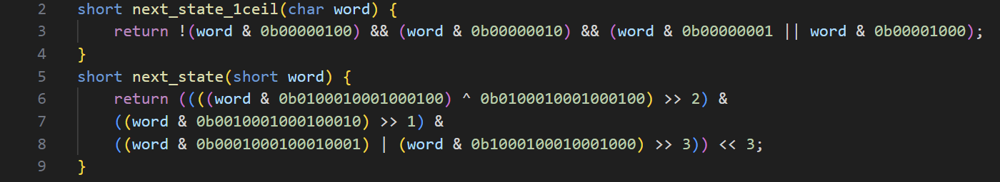 2 short next_state_1ceil(char word) {
3 return !(word & 0b00000100) && (word & 0b00000010) && (word & 0b00000001 || word & 0b00001000);
4 }
5 short next_state(short word) {
6 return ((((word & 0b0100010001000100) ^ 0b0100010001000100) >> 2) &
7 ((word & 0b0010001000100010) >> 1) &
8 ((word & 0b0001000100010001) | (word & 0b1000100010001000) >> 3)) << 3;
9 }